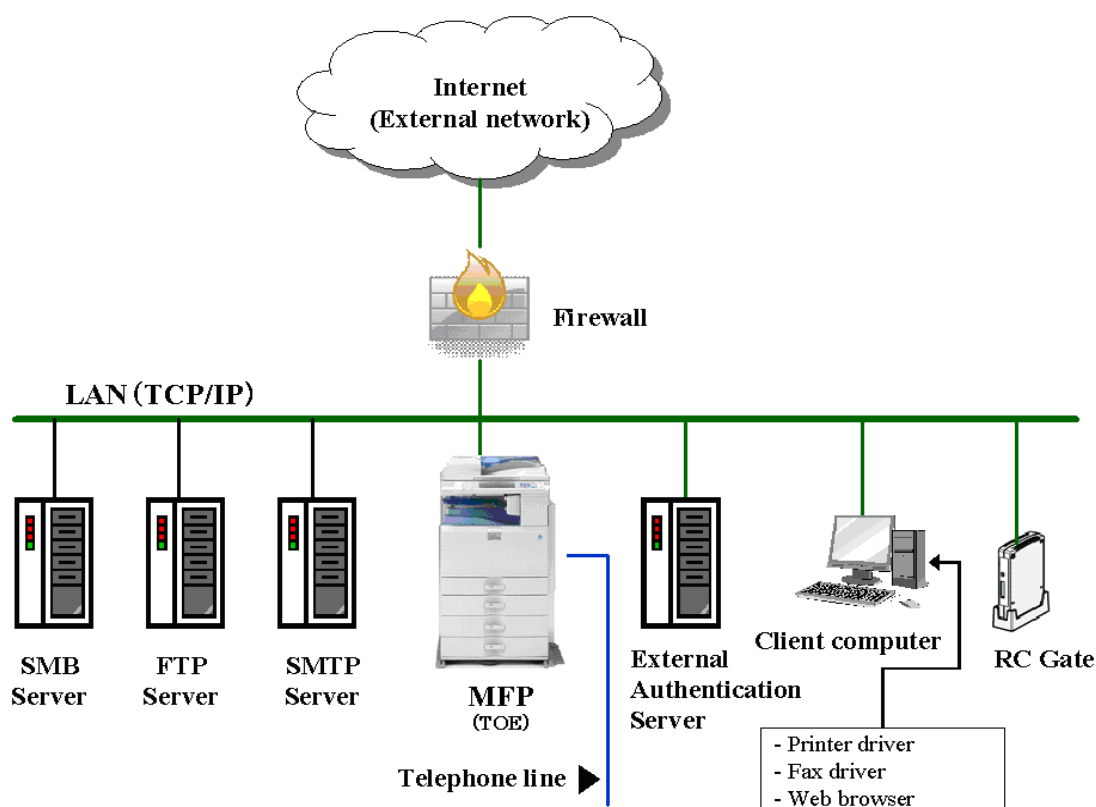 Internet
(External network)
Firewall
LAN (TCP/IP)
SMB
Server
FTP
Server
SMTP
Server
MFP
(TOE)
External
Authentication
Server
Client computer
RC Gate
Telephone line
- Printer driver
- Fax driver
- Web browser